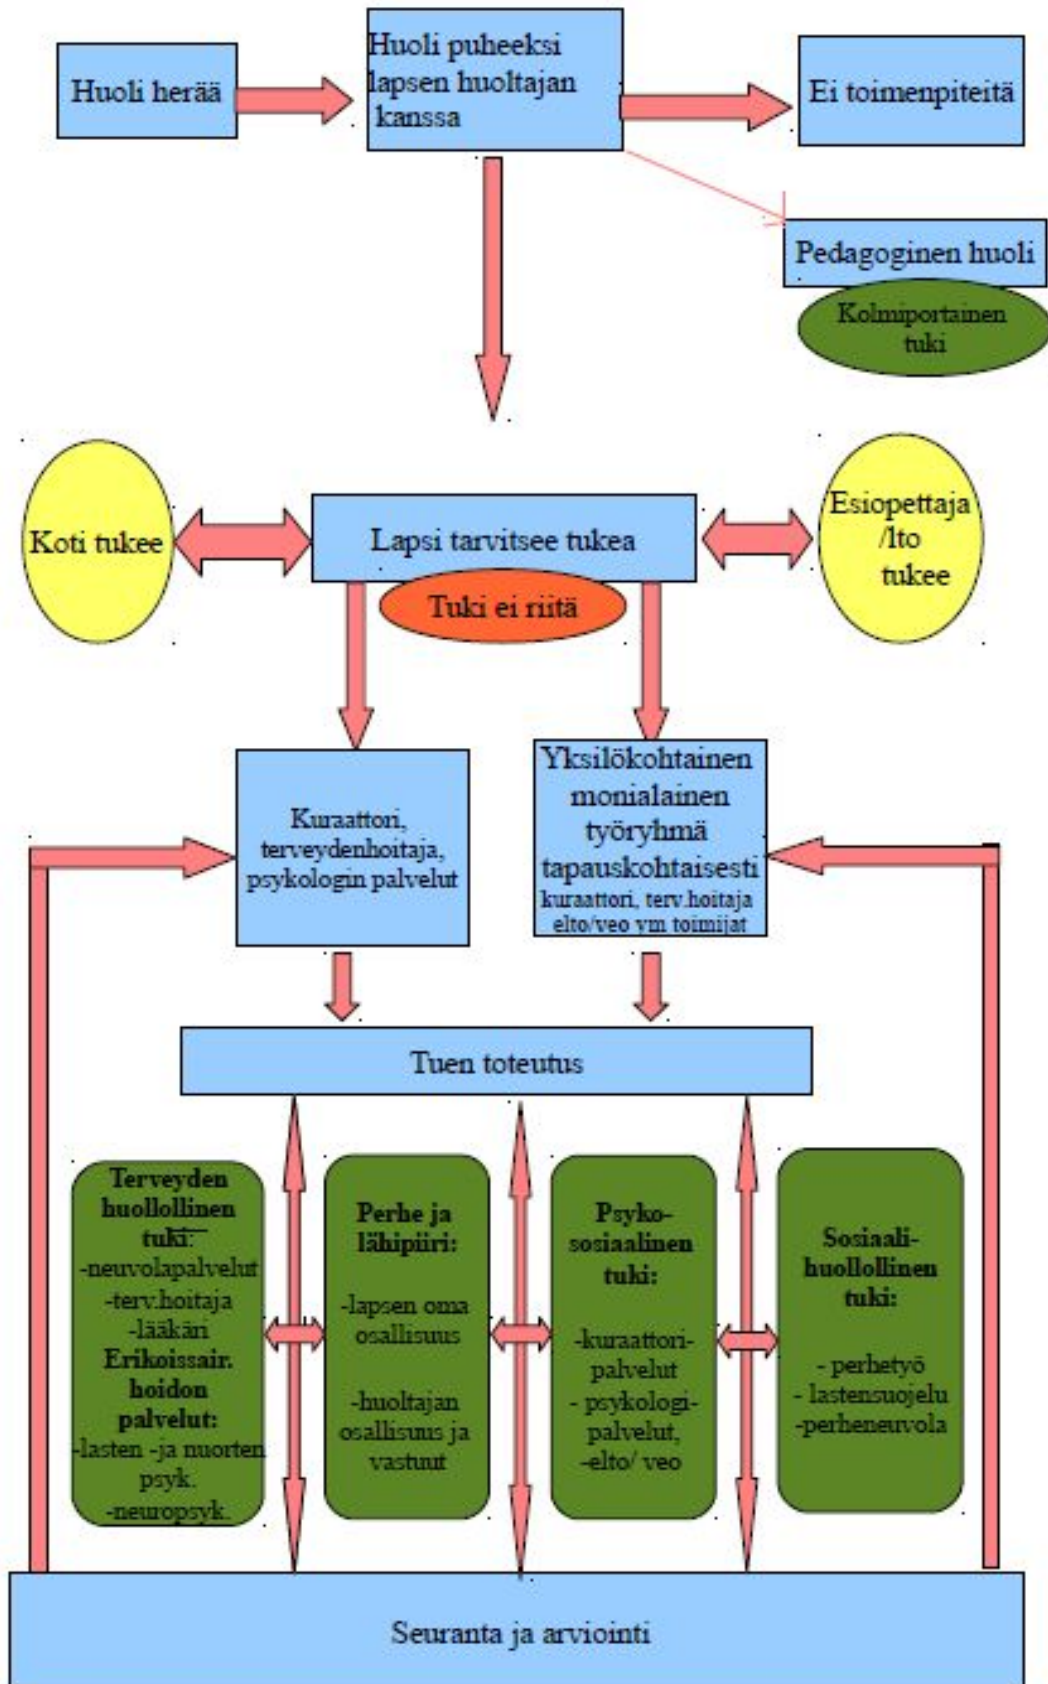 Huoli herää
Huoli puheeksi
lapsen huoltajan
kanssa
Ei toimenpiteitä
Pedagoginen huoli
Kolmiportainen
tuki
Koti tukee
Lapsi tarvitsee tukea
Esiopettaja
/lto
tukee
Tuki ei riitä
Kuraattori,
terveydenhoitaja,
psykologin palvelut
Yksilökohtainen
monialainen
työryhmä
tapauskohtaisesti
kuraattori, terv.hoitaja
elto/veo ym toimijat
Tuen toteutus
Terveyden
huollollinen
tuki:
-neuvolapalvelut
-terv.hoitaja
-lääkäri
Erikoissair.
hoidon
palvelut:
-lasten -ja nuorten
psyk.
-neuropsyk.
Perhe ja
lähipiiri:
-lapsen oma
osallisuus
-huoltajan
osallisuus ja
vastuut
Psyko-
sosiaalinen
tuki:
-kuraattori-
palvelut
- psykologi-
palvelut,
-elto/ veo
Sosiaali-
huollollinen
tuki:
- perhetyö
- lastensuojelu
-perheneuvola
Seuranta ja arviointi